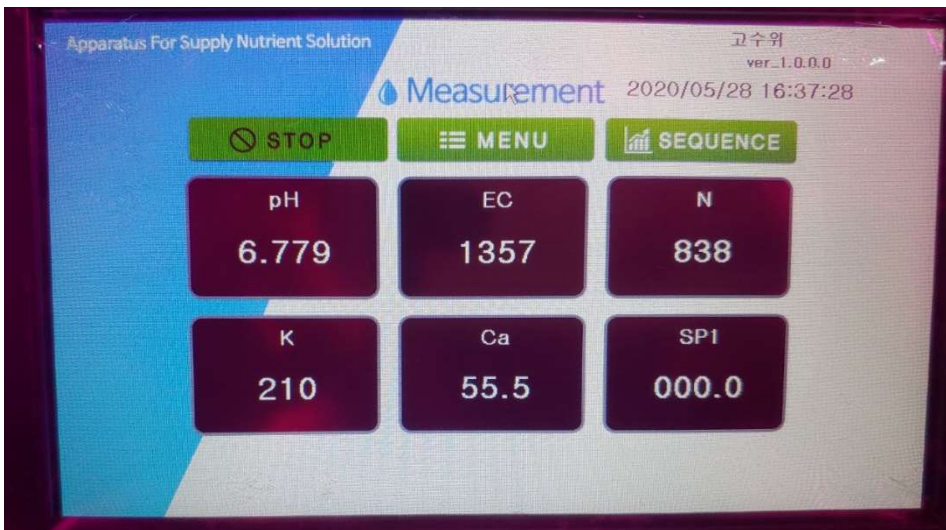 Apparatus For Supply Nutrient Solution
고수위
ver_1.0.0.0
Measurement
2020/05/28 16:37:28
STOP
MENU
SEQUENCE
pH
EC
N
6.779
1357
838
K
Ca
SP1
210
55.5
000.0